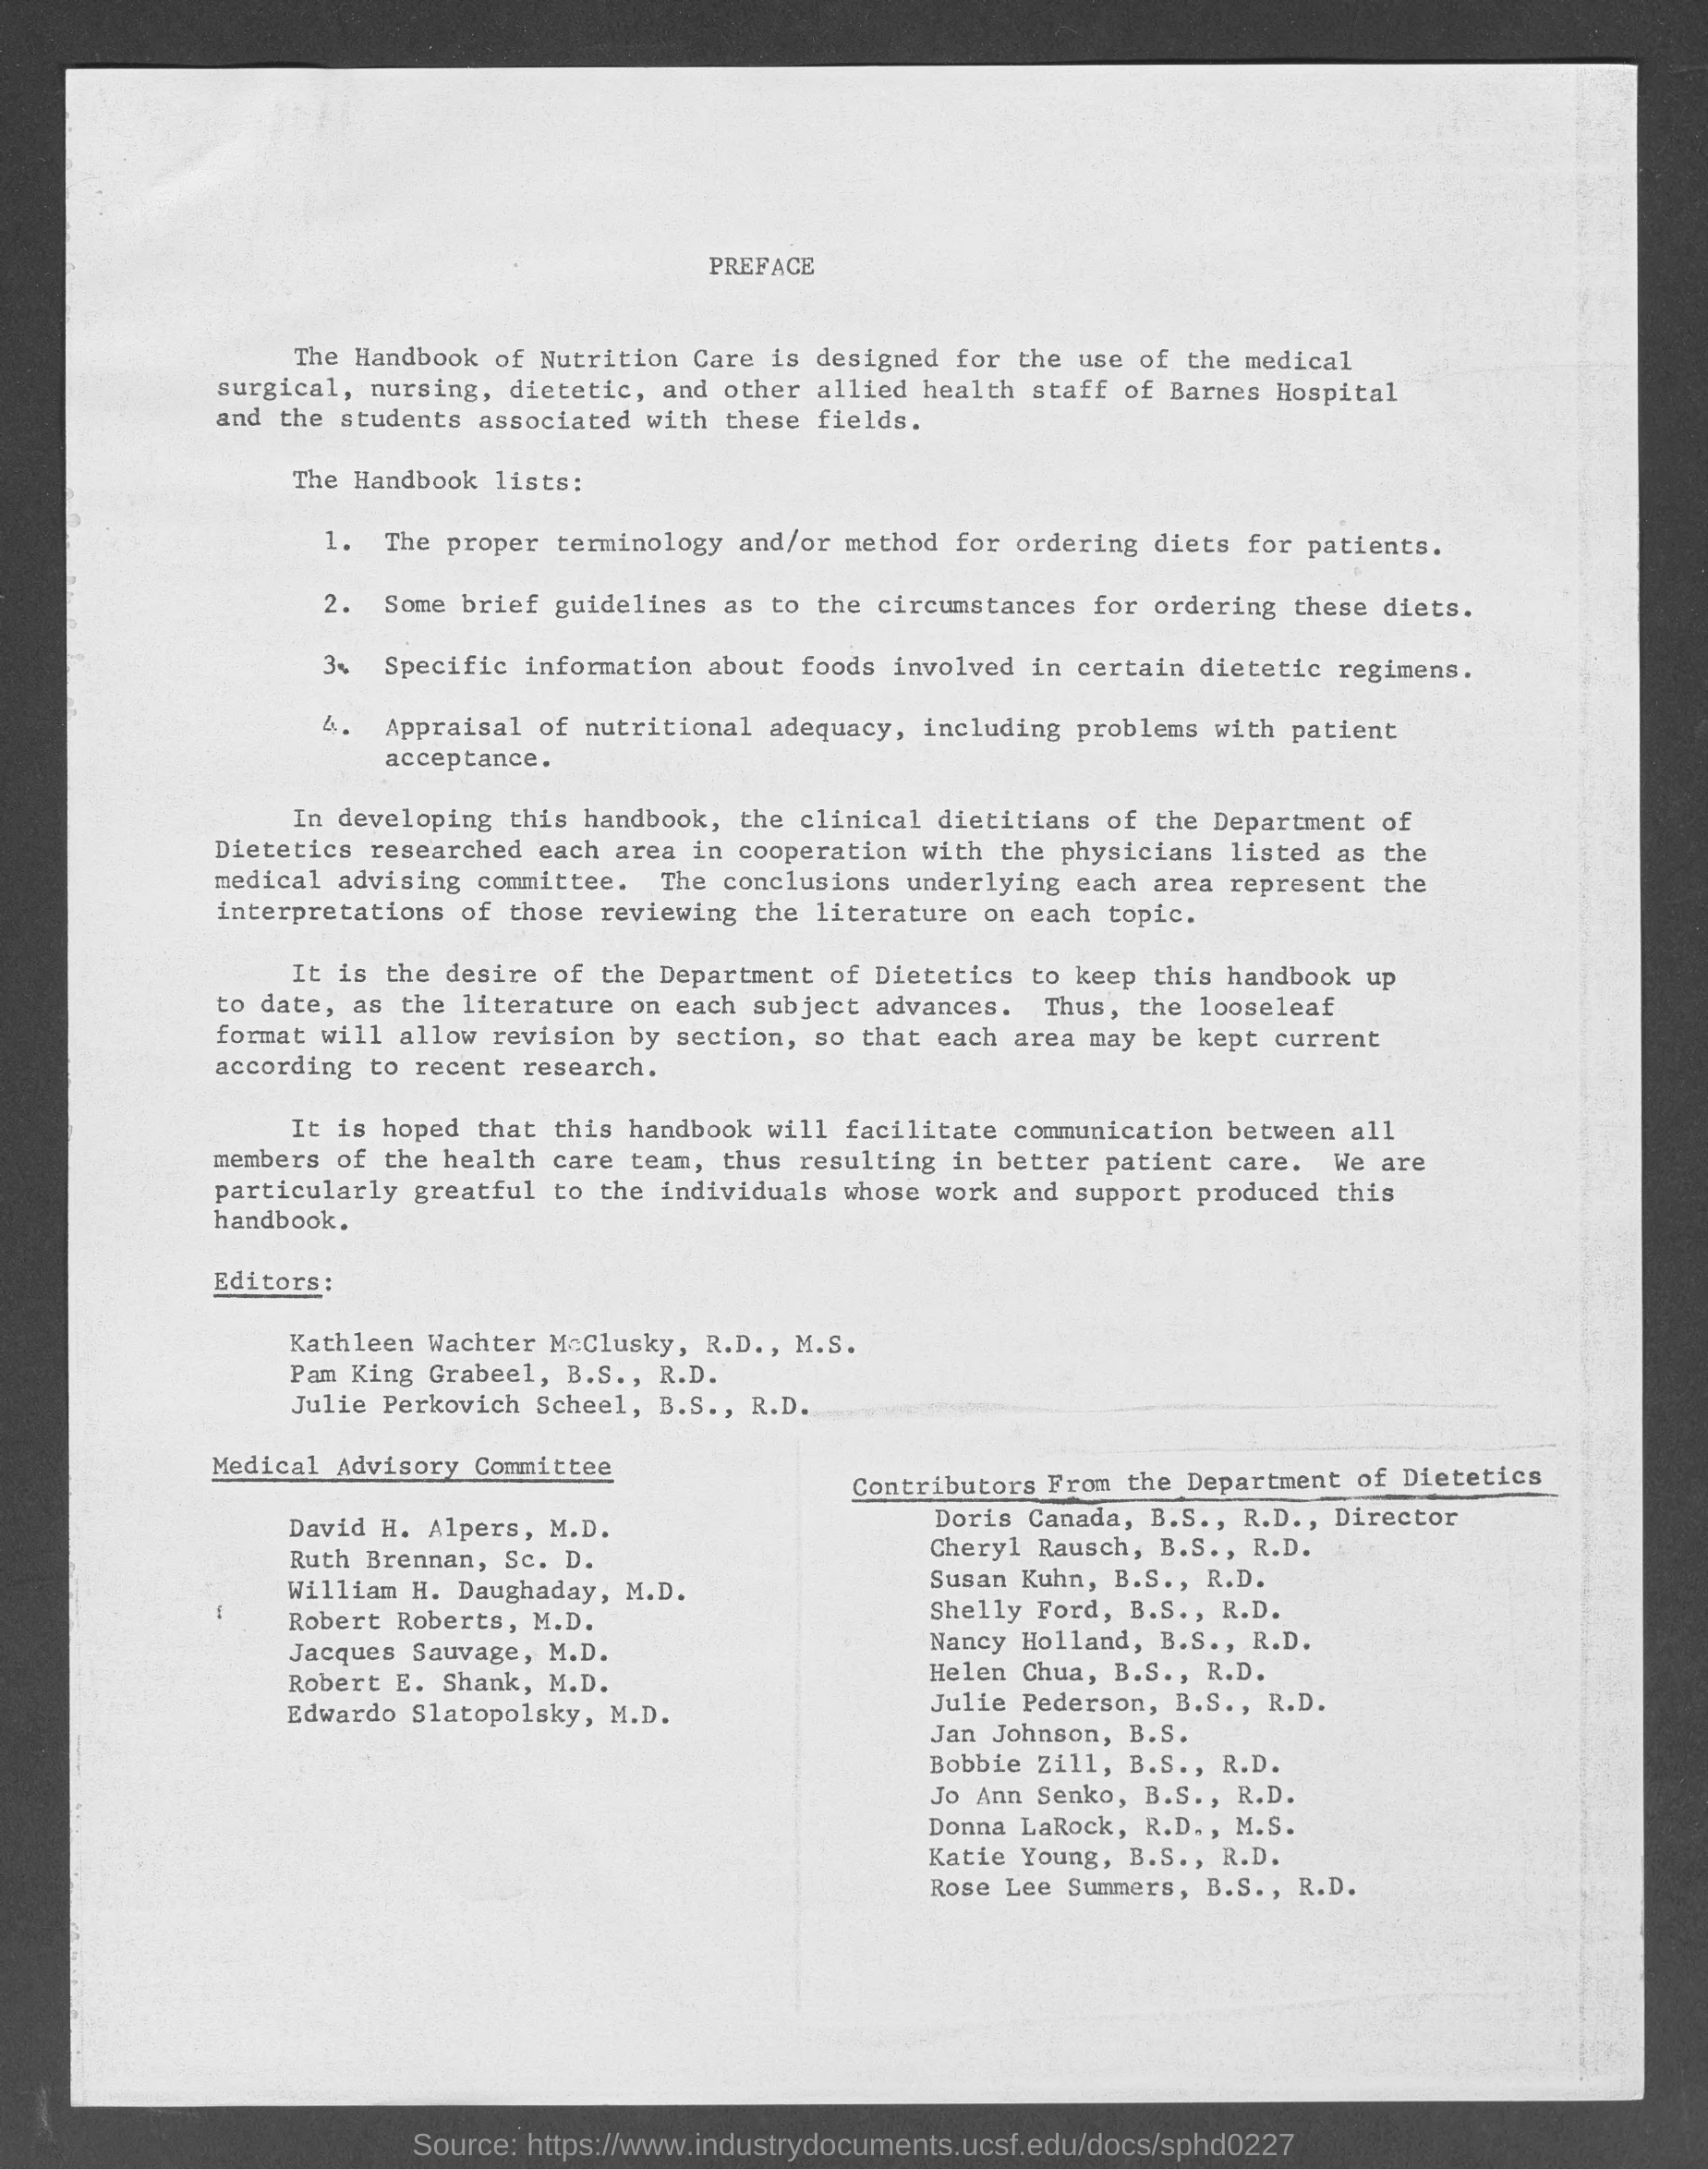 PREFACE
The Handbook of Nutrition Care is designed for the use of the medical
surgical, nursing, dietetic, and other allied health staff of Barnes Hospital
and the students associated with these fields.
The Handbook lists:
1. The proper terminology and/or method for ordering diets for patients.
2. Some brief guidelines as to the circumstances for ordering these diets.
3. Specific information about foods involved in certain dietetic regimens.
4. Appraisal of nutritional adequacy, including problems with patient
acceptance.
In developing this handbook, the clinical dietitians of the Department of
Dietetics researched each area in cooperation with the physicians listed as the
medical advising committee. The conclusions underlying each area represent the
interpretations of those reviewing the literature on each topic.
It is the desire of the Department of Dietetics to keep this handbook up
to date, as the literature on each subject advances. Thus, the looseleaf
format will allow revision by section, so that each area may be kept current
according to recent research.
It is hoped that this handbook will facilitate communication between all
members of the health care team, thus resulting in better patient care. We are
particularly greatful to the individuals whose work and support produced this
handbook.
Editors:
Kathleen Wachter McClusky, R.D., M.S.
Pam King Grabeel, B.S., R.D.
Julie Perkovich Scheel, B.S., R.D.
Medical Advisory Committee
David H. Alpers, M.D.
Ruth Brennan, Sc. D.
William H. Daughaday, M.D.
Robert Roberts, M.D.
Jacques Sauvage, M.D.
Robert E. Shank, M.D.
Edwardo Slatopolsky, M.D.
Contributors From the Department of Dietetics
Doris Canada, B.S., R.D., Director
Cheryl Rausch, B.S., R.D.
Susan Kuhn, B.S., R.D.
Shelly Ford, B.S., R.D.
Nancy Holland, B.S., R.D.
Helen Chua, B.S., R.D.
Julie Pederson, B.S., R.D.
Jan Johnson, B.S.
Bobbie Zill, B.S., R.D.
Jo Ann Senko, B.S., R.D.
Donna LaRock, R.D., M.S.
Katie Young, B.S., R.D.
Rose Lee Summers, B.S., R.D.
Source: https://www.industrydocuments.ucsf.edu/docs/sphd0227